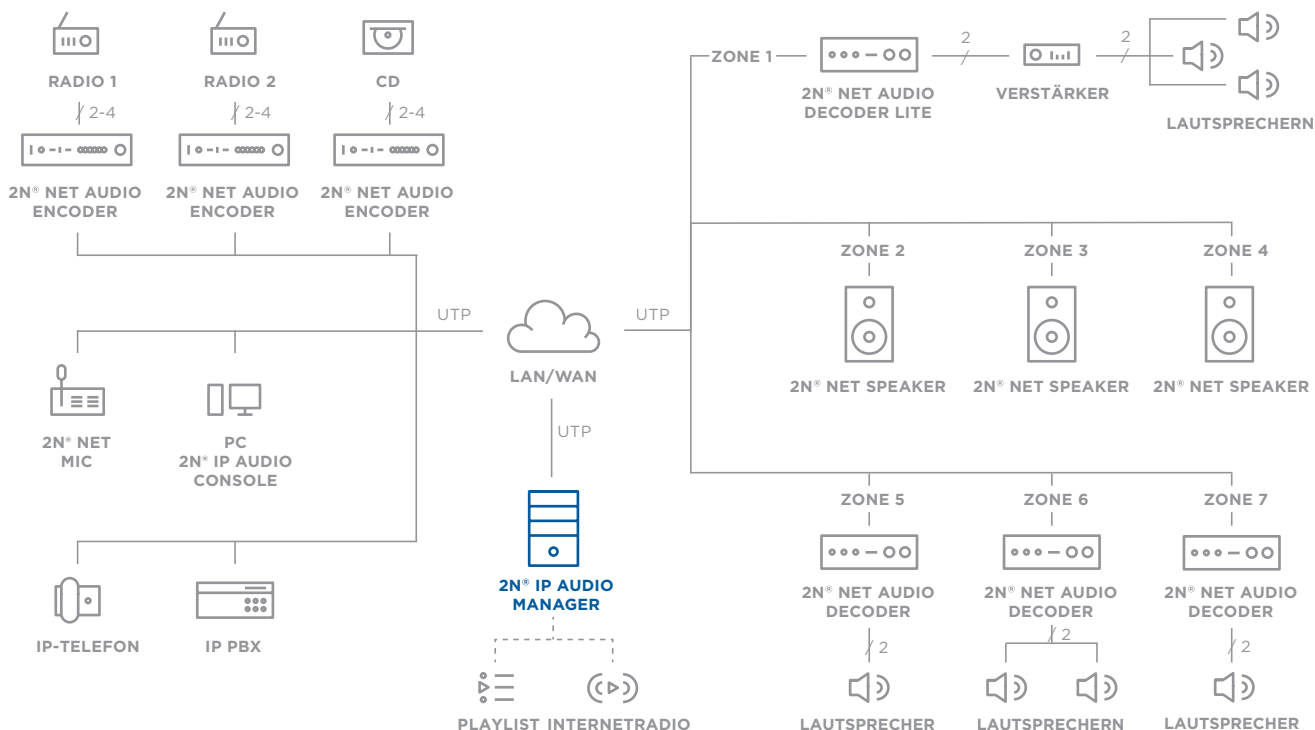 RADIO 1
RADIO 2
CD
2-4
2-4
2-4
2N® NET AUDIO
ENCODER
2N® NET AUDIO
ENCODER
2N® NET AUDIO
ENCODER
UTP
2N® NET
MIC
PC
2N® IP AUDIO
CONSOLE
IP-TELEFON
IP PBX
LAN/WAN
UTP
2N® IP AUDIO
MANAGER
PLAYLIST
INTERNETRADIO
UTP
ZONE 1
2N® NET AUDIO
DECODER LITE
2
VERSTÄRKER
2
LAUTSPRECHERN
ZONE 2
ZONE 3
ZONE 4
2N® NET SPEAKER
2N® NET SPEAKER
2N® NET SPEAKER
ZONE 5
ZONE 6
ZONE 7
2N® NET AUDIO
DECODER
2N® NET AUDIO
DECODER
2N® NET AUDIO
DECODER
2
2
2
LAUTSPRECHER
LAUTSPRECHERN
LAUTSPRECHER